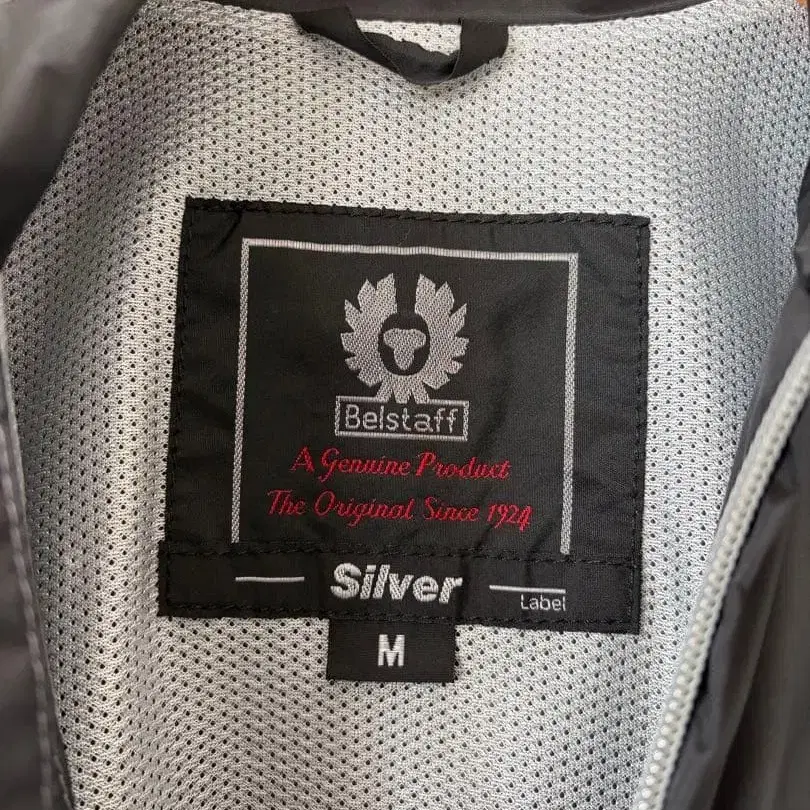 Belstaff
A Genuine Product
The Original Since 1924
Silver
Label
M